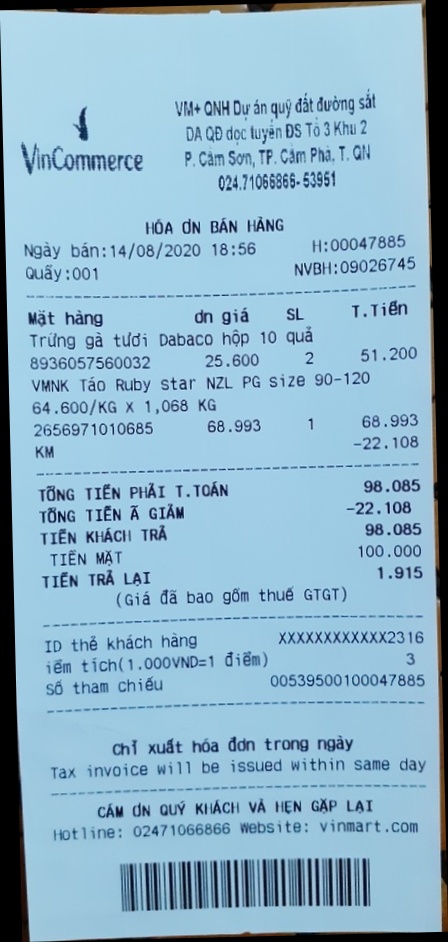 VinCommerce
VM+ QNH Dự án quỹ đất đường sắt
DA QĐ dọc tuyến ĐS Tổ 3 Khu 2
P. Cẩm Sơn, TP. Cẩm Phả, T. QN
024.71066866-53951
HÓA ƠN BÁN HÀNG
Ngày bán:14/08/2020 18:56 H:00047885
Quầy:001 NVBH:09026745
Mặt hàng ơn giá SL T.Tiền
Trứng gà tươi Dabaco hộp 10 quả
8936057560032 25.600 2 51.200
VMNK Táo Ruby star NZL PG size 90-120
64.600/KG X 1,068 KG
2656971010685 68.993 1 68.993
KM -22.108
TỔNG TIỀN PHẢI T.TOÁN 98.085
TỔNG TIỀN Ã GIẢM -22.108
TIỀN KHÁCH TRẢ 98.085
TIỀN MẶT 100.000
TIỀN TRẢ LẠI 1.915
(Giá đã bao gồm thuế GTGT)
ID thẻ khách hàng XXXXXXXXXXXX2316
iểm tích(1.000VND=1 điểm) 3
Số tham chiếu 00539500100047885
Chỉ xuất hóa đơn trong ngày
Tax invoice will be issued within same day
CẢM ƠN QUÝ KHÁCH VÀ HẸN GẶP LẠI
Hotline: 02471066866 Website: vinmart.com